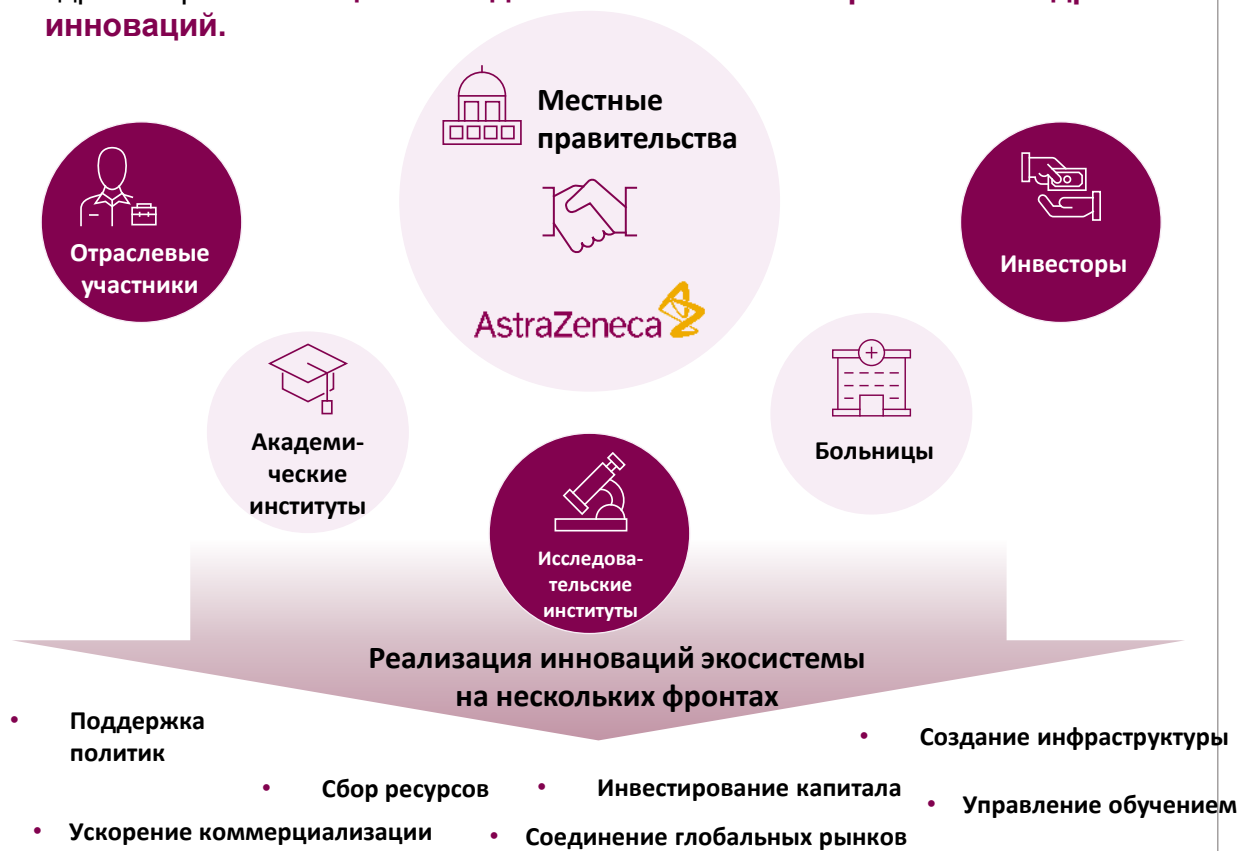 инноваций.
Местные
правительства
AstraZeneca
Отраслевые
участники
Инвесторы
Академи-
ческие
институты
Больницы
Исследова-
тельские
институты
Реализация инноваций экосистемы
на нескольких фронтах
• Поддержка
политик
• Создание инфраструктуры
• Сбор ресурсов
• Инвестирование капитала
• Управление обучением
• Ускорение коммерциализации
• Соединение глобальных рынков